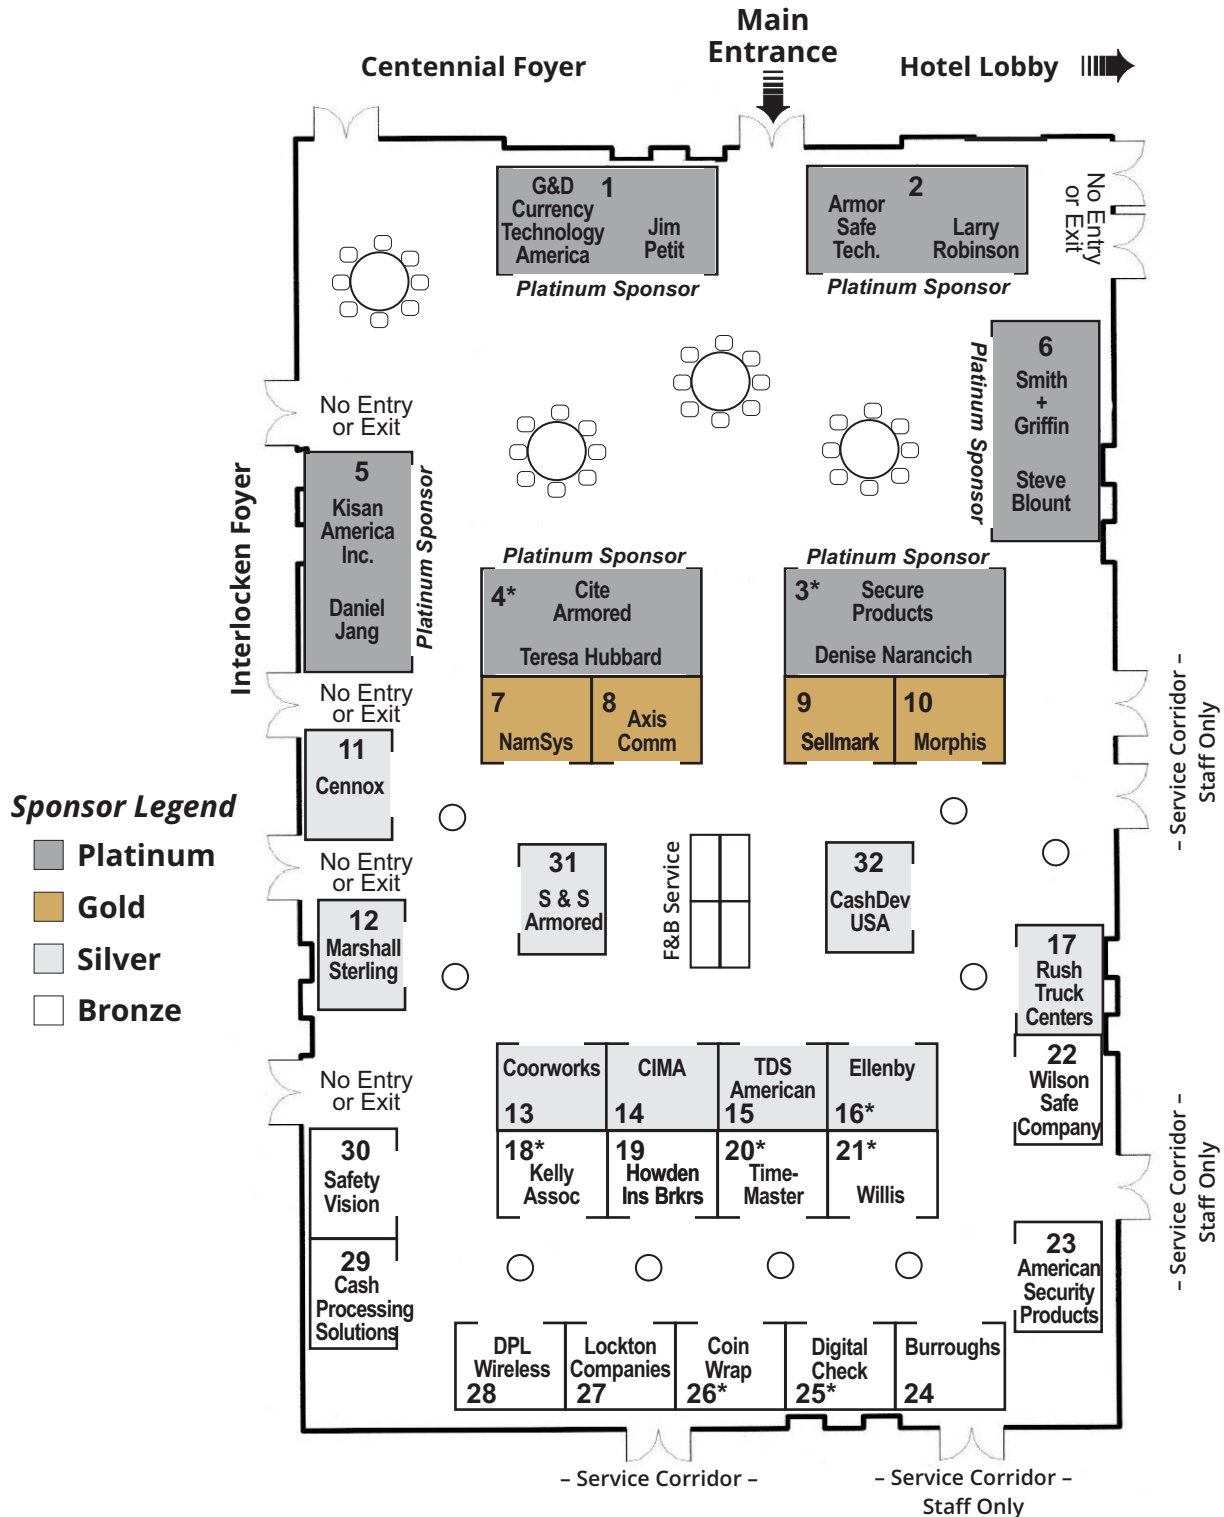 Main
Entrance
Centennial Foyer
Hotel Lobby
1
G&D
Currency
Technology
America
Jim
Petit
Platinum Sponsor
2
Armor
Safe
Tech.
Larry
Robinson
Platinum Sponsor
No Entry
or Exit
6
Smith
+
Griffin
Steve
Blount
Platinum Sponsor
No Entry
or Exit
Interlocken Foyer
5
Kisan
America
Inc.
Daniel
Jang
Platinum Sponsor
Platinum Sponsor
4*
Cite
Armored
Teresa Hubbard
Platinum Sponsor
3*
Secure
Products
Denise Narancich
7
NamSys
8
Axis
Comm
9
Sellmark
10
Morphis
No Entry
or Exit
11
Cennox
– Service Corridor –
Staff Only
Sponsor Legend
Platinum
Gold
Silver
Bronze
No Entry
or Exit
12
Marshall
Sterling
31
S & S
Armored
F&B Service
32
CashDev
USA
17
Rush
Truck
Centers
22
Wilson
Safe
Company
No Entry
or Exit
Coorworks
13
CIMA
14
TDS
American
15
Ellenby
16*
18*
Kelly
Assoc
19
Howden
Ins Brkrs
20*
Time-
Master
21*
Willis
– Service Corridor –
Staff Only
30
Safety
Vision
29
Cash
Processing
Solutions
23
American
Security
Products
DPL
Wireless
28
Lockton
Companies
27
Coin
Wrap
26*
Digital
Check
25*
Burroughs
24
– Service Corridor –
– Service Corridor –
Staff Only